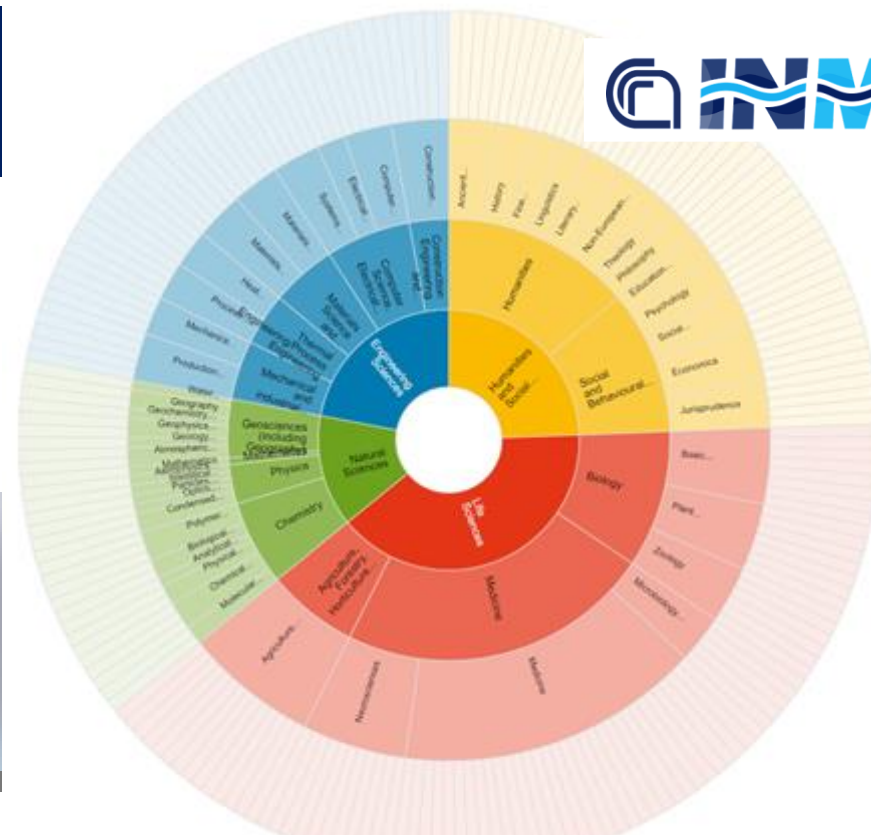 INM
Construction...
Computer...
Electrical...
Systems...
Materials...
Materials...
Heat...
Process
Mechanics...
Production...
Water
Geography
Geochemistry...
Geophysics...
Geology...
Atmospheric...
Mathematics
Statistical
Particles,
Optics,...
Condensed...
Polymer...
Biological...
Analytical...
Physical...
Chemical...
Molecular...
Ancient...
History
Fine...
Linguistics
Literary...
Non-European...
Theology
Philosophy
Education...
Psychology
Social...
Economics
Jurisprudence
Basic...
Plant...
Zoology
Microbiology...
Medicine
Neurosciences
Agriculture...
Construction
Engineering
and
Computer
Science
Electrical...
Materials
Science
and
Thermal
Process
Engineering
Mechanical
and
industrial
Geosciences
(including
Geography)
Mathematics
Physics
Chemistry
Humanities
Social
and
Behavioural...
Biology
Medicine
Agriculture,
Forestry,
Horticulture
Engineering
Sciences
Humanities
and
Social...
Natural
Sciences
Life
Sciences